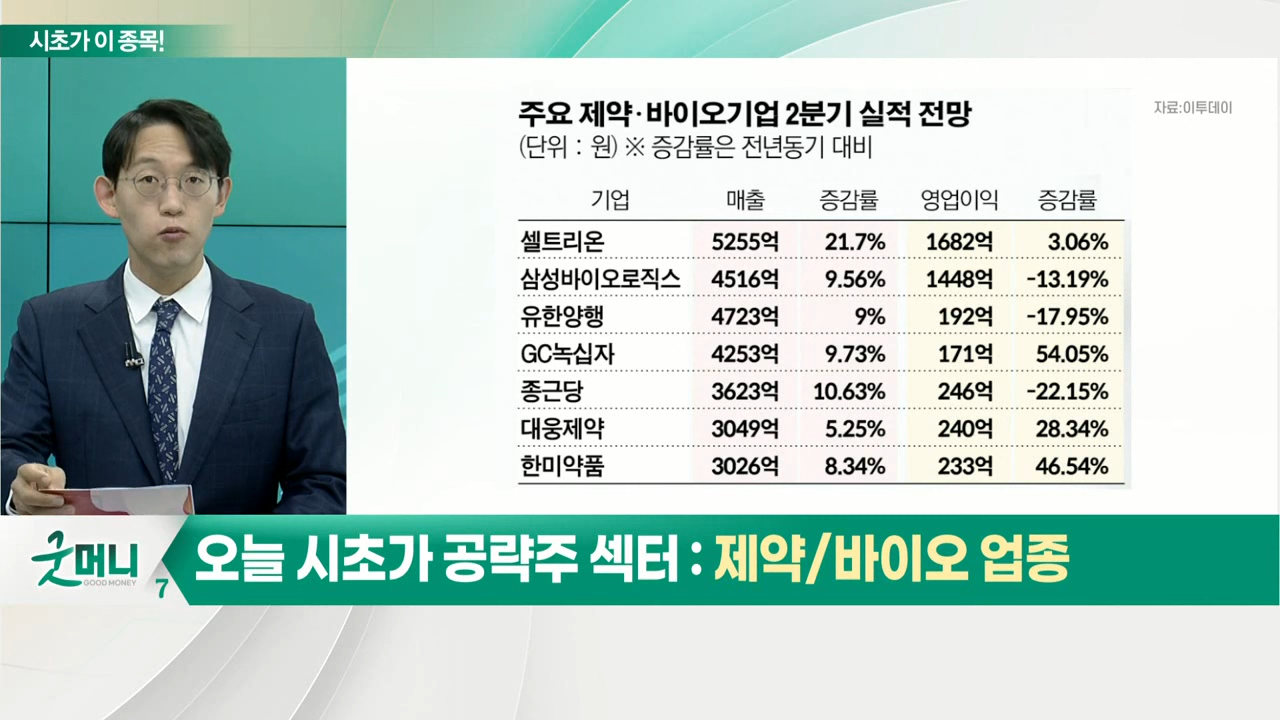 시초가 이 종목!
주요 제약·바이오기업 2분기 실적 전망
자료:이투데이
(단위 : 원) ※ 증감률은 전년동기 대비
기업 매출 증감률 영업이익 증감률
셀트리온 5255억 21.7% 1682억 3.06%
삼성바이오로직스 4516억 9.56% 1448억 -13.19%
유한양행 4723억 9% 192억 -17.95%
GC녹십자 4253억 9.73% 171억 54.05%
종근당 3623억 10.63% 246억 -22.15%
대웅제약 3049억 5.25% 240억 28.34%
한미약품 3026억 8.34% 233억 46.54%
굿머니
GOOD MONEY
7
오늘 시초가 공략주 섹터 : 제약/바이오 업종